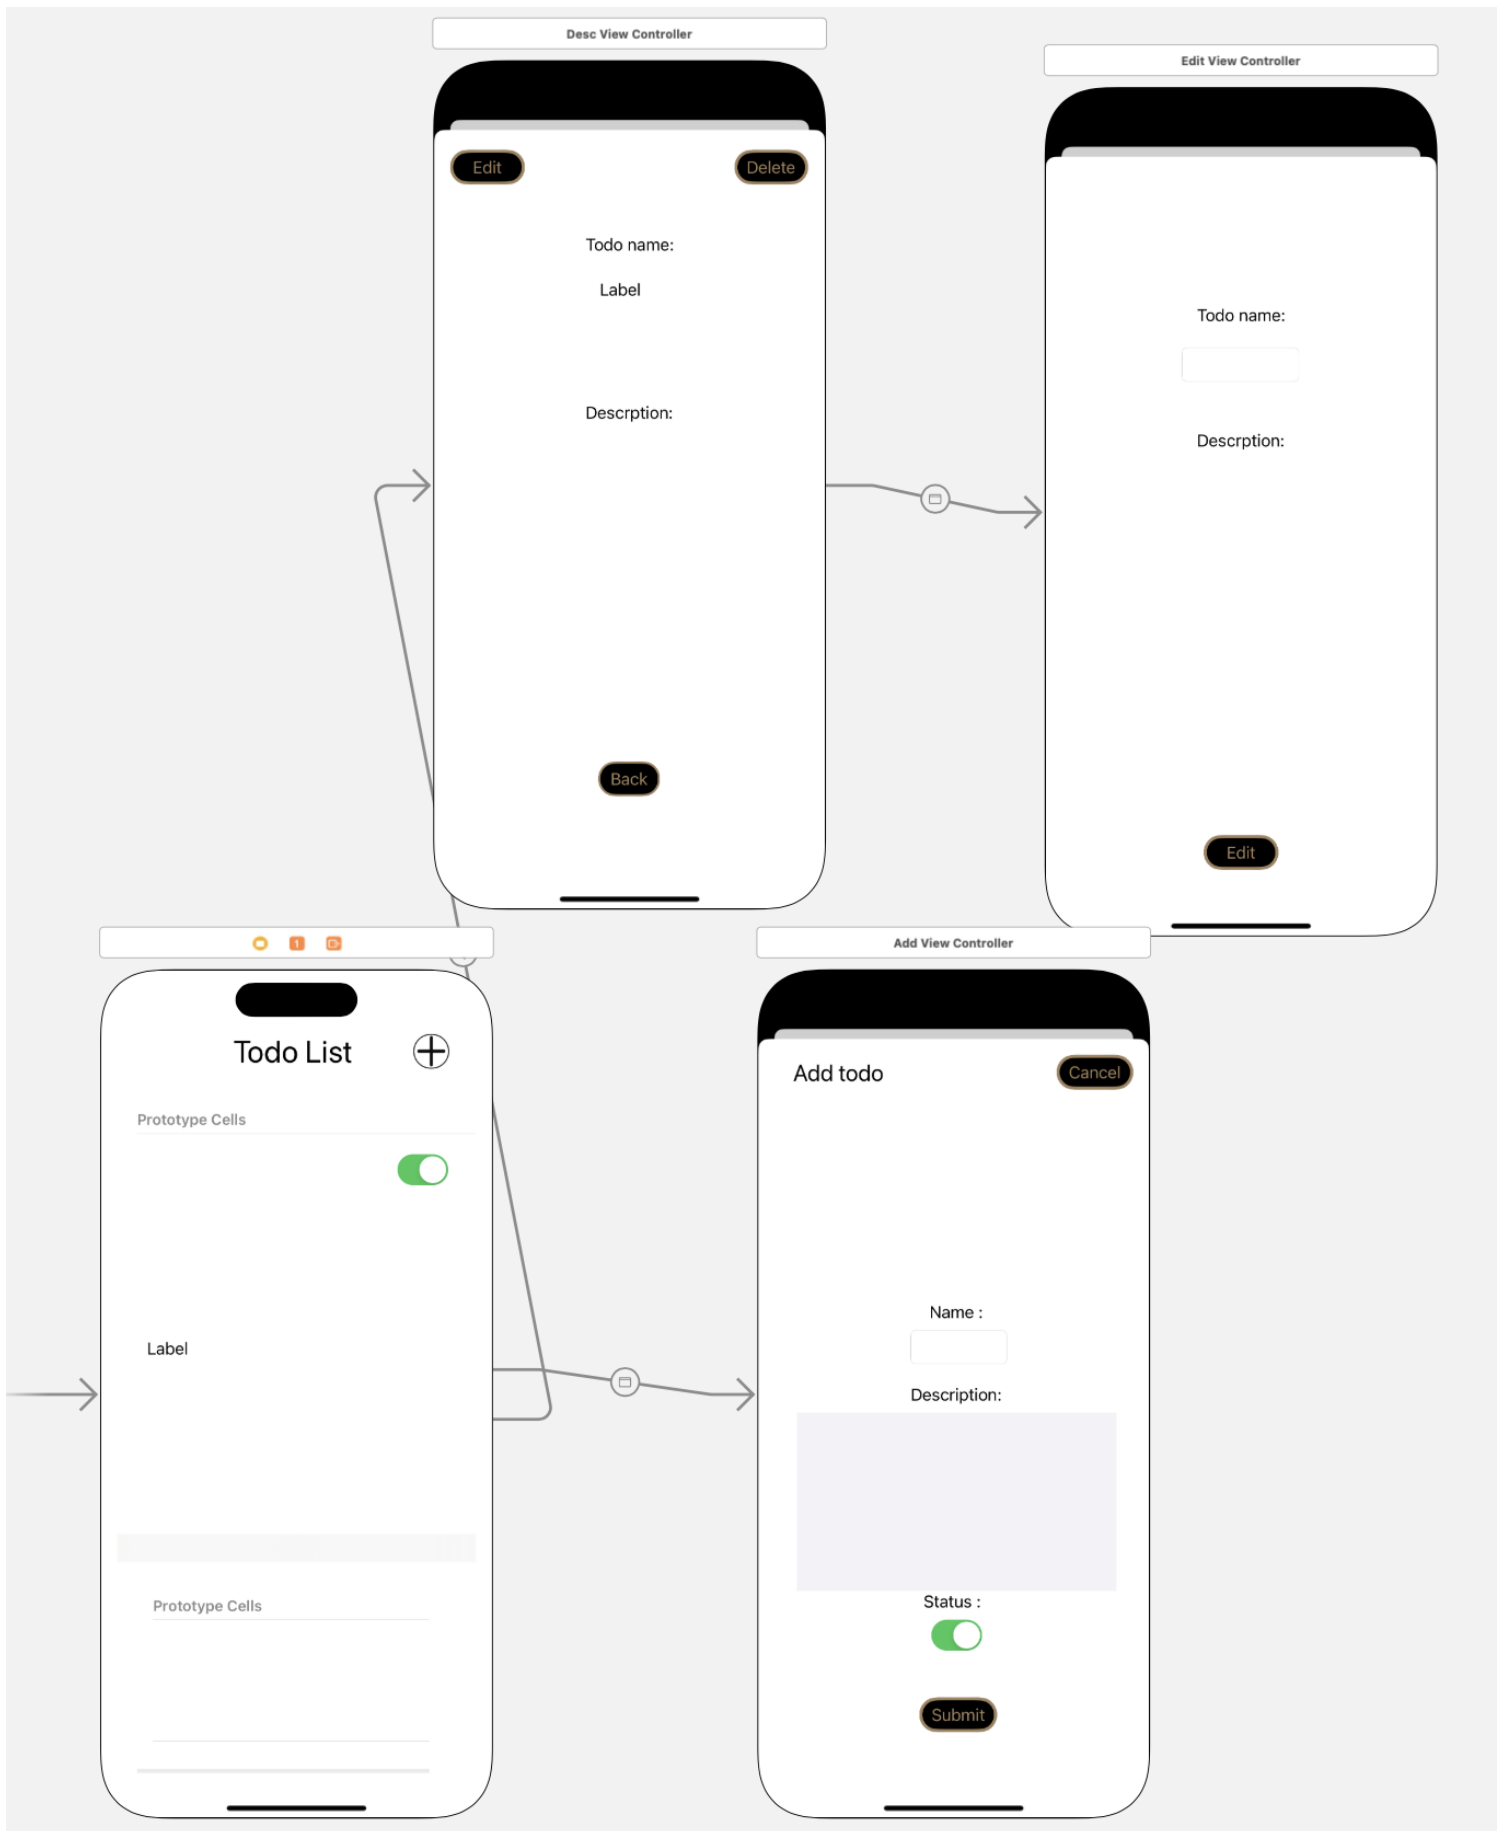 Desc View Controller
Edit
Delete
Todo name:
Label
Descrption:
Back
Edit View Controller
Todo name:
Descrption:
Edit
1
Todo List
Prototype Cells
Label
Prototype Cells
Add View Controller
Add todo
Cancel
Name :
Description:
Status :
Submit